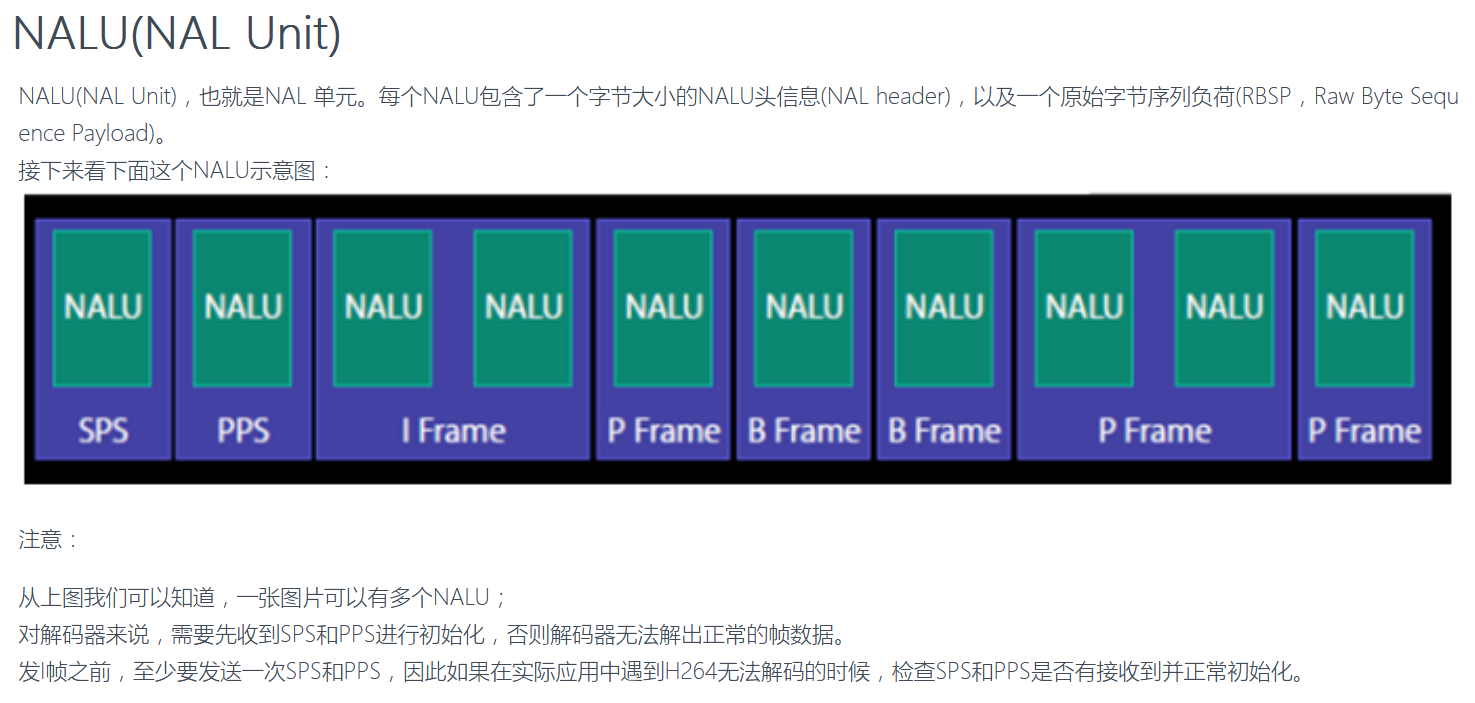 NALU(NAL Unit)
NALU(NAL Unit)，也就是NAL 单元。每个NALU包含了一个字节大小的NALU头信息(NAL header)，以及一个原始字节序列负荷(RBSP，Raw Byte Sequ
ence Payload)。
接下来看下面这个NALU示意图：
NALU NALU NALU NALU NALU NALU NALU NALU NALU NALU
SPS PPS I Frame P Frame B Frame B Frame P Frame P Frame
注意：
从上图我们可以知道，一张图片可以有多个NALU；
对解码器来说，需要先收到SPS和PPS进行初始化，否则解码器无法解出正常的帧数据。
发I帧之前，至少要发送一次SPS和PPS，因此如果在实际应用中遇到H264无法解码的时候，检查SPS和PPS是否有接收到并正常初始化。